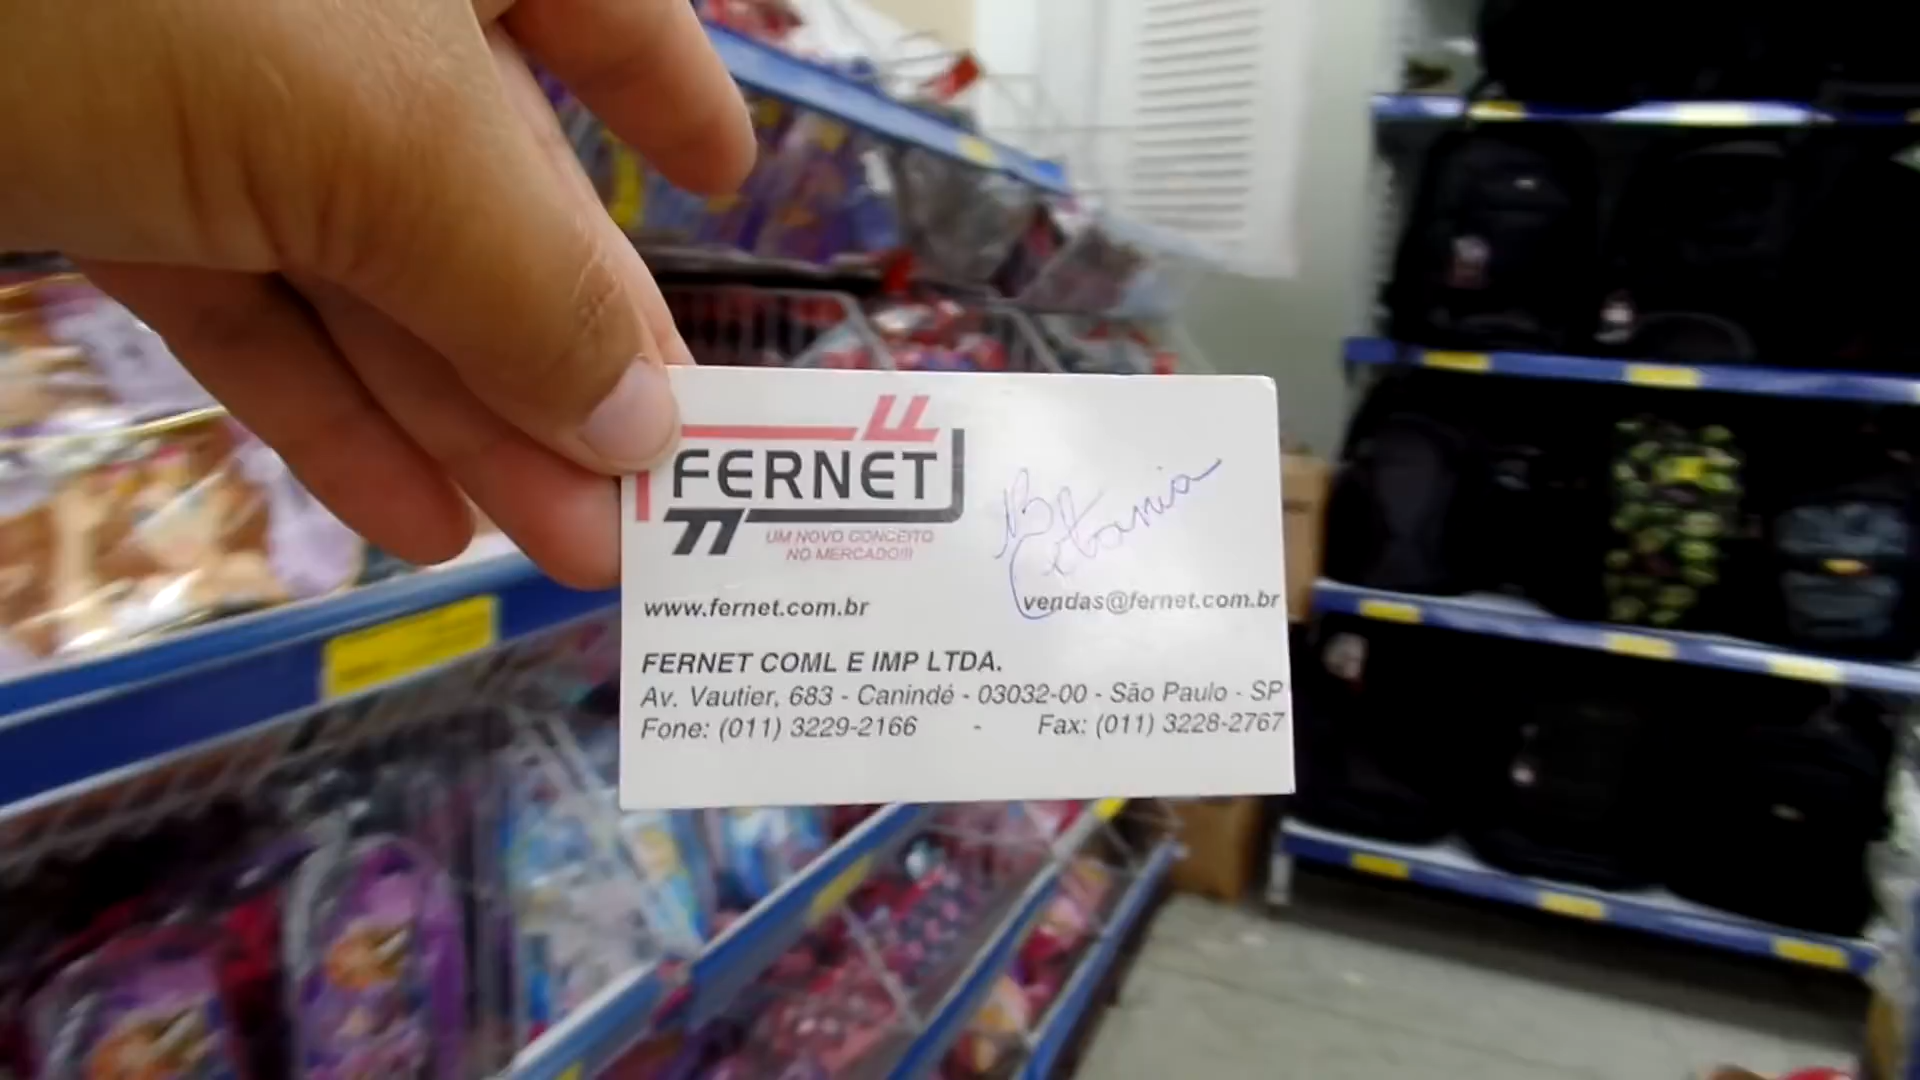 FERNET
UM NOVO CONCEITO
NO MERCADO!!!
Betania
www.fernet.com.br
vendas@fernet.com.br
FERNET COML E IMP LTDA.
Av. Vautier, 683 - Canindé - 03032-00 - São Paulo - SP
Fone: (011) 3229-2166 - Fax: (011) 3228-2767